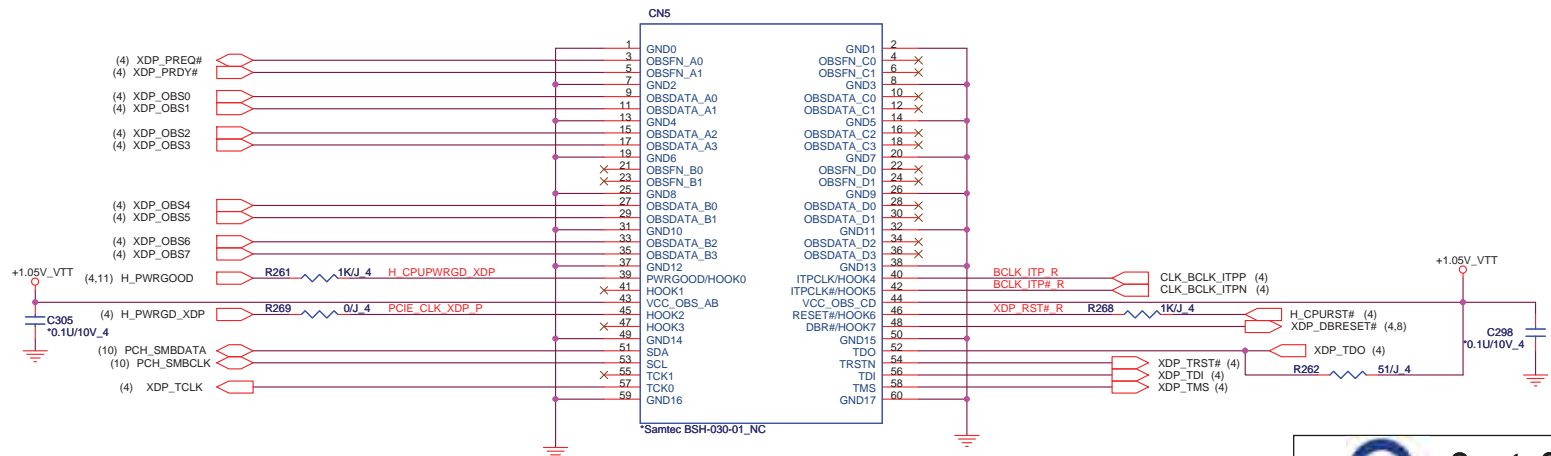 CN5
1 GND0 GND1 2
(4) XDP_PREQ# 3 OBSFN_A0 OBSFN_C0 4
(4) XDP_PRDY# 5 OBSFN_A1 OBSFN_C1 6
7 GND2 GND3 8
(4) XDP_OBS0 9 OBSDATA_A0 OBSDATA_C0 10
(4) XDP_OBS1 11 OBSDATA_A1 OBSDATA_C1 12
13 GND4 GND5 14
(4) XDP_OBS2 15 OBSDATA_A2 OBSDATA_C2 16
(4) XDP_OBS3 17 OBSDATA_A3 OBSDATA_C3 18
19 GND6 GND7 20
21 OBSFN_B0 OBSFN_D0 22
23 OBSFN_B1 OBSFN_D1 24
25 GND8 GND9 26
(4) XDP_OBS4 27 OBSDATA_B0 OBSDATA_D0 28
(4) XDP_OBS5 29 OBSDATA_B1 OBSDATA_D1 30
31 GND10 GND11 32
(4) XDP_OBS6 33 OBSDATA_B2 OBSDATA_D2 34
(4) XDP_OBS7 35 OBSDATA_B3 OBSDATA_D3 36
+1.05V_VTT 37 GND12 GND13 38 +1.05V_VTT
(4,11) H_PWRGOOD R261 1K/J_4 H_CPUPWRGD_XDP 39 PWRGOOD/HOOK0 ITPCLK/HOOK4 40 BCLK_ITP_R CLK_BCLK_ITPP (4)
41 HOOK1 ITPCLK#/HOOK5 42 BCLK_ITP#_R CLK_BCLK_ITPN (4)
43 VCC_OBS_AB VCC_OBS_CD 44
(4) H_PWRGD_XDP R269 0/J_4 PCIE_CLK_XDP_P 45 HOOK2 RESET#/HOOK6 46 XDP_RST#_R R268 1K/J_4 H_CPURST# (4)
C305 47 HOOK3 DBR#/HOOK7 48 XDP_DBRESET# (4,8)
*0.1U/10V_4 49 GND14 GND15 50 C298
*0.1U/10V_4
(10) PCH_SMBDATA 51 SDA TDO 52 XDP_TDO (4)
(10) PCH_SMBCLK 53 SCL TRSTN 54 XDP_TRST# (4)
55 TCK1 TDI 56 XDP_TDI (4) R262 51/J_4
(4) XDP_TCLK 57 TCK0 TMS 58 XDP_TMS (4)
59 GND16 GND17 60
*Samtec BSH-030-01_NC